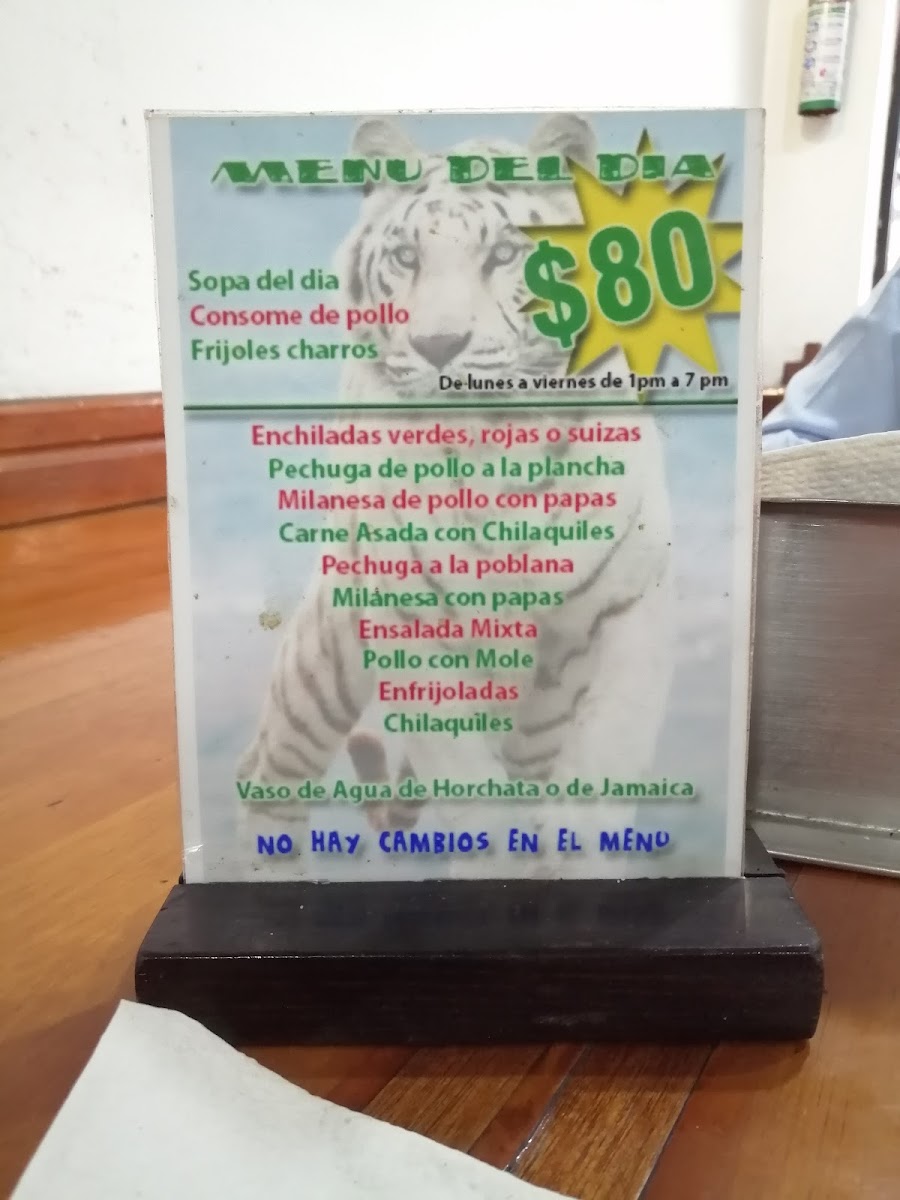 MENU DEL DIA
$80
Sopa del dia
Consome de pollo
Frijoles charros
De lunes a viernes de 1pm a 7 pm
Enchiladas verdes, rojas o suizas
Pechuga de pollo a la plancha
Milanesa de pollo con papas
Carne Asada con Chilaquiles
Pechuga a la poblana
Milanesa con papas
Ensalada Mixta
Pollo con Mole
Enfrijoladas
Chilaquiles
Vaso de Agua de Horchata o de Jamaica
NO HAY CAMBIOS EN EL MENU